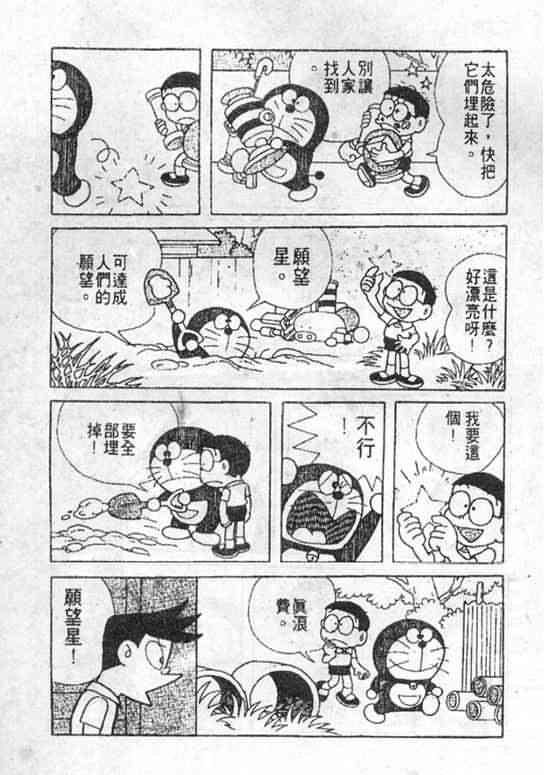 太危險了，快把
它們埋起來。
別讓
人家
找到
。
這是什麼？
好漂亮呀！
願望
星。
可達成
人們的
願望。
我要這
個！
不行
！
要全
部埋
掉！
真浪
費。
願望星！